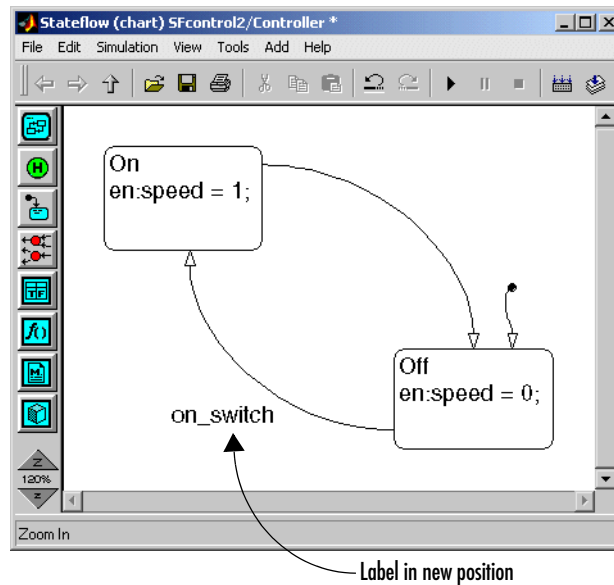 Stateflow (chart) SFcontrol2/Controller *
File Edit Simulation View Tools Add Help
H
TF
f()
M
On
en:speed = 1;
Off
en:speed = 0;
on_switch
Z
120%
Z
Zoom In
Label in new position